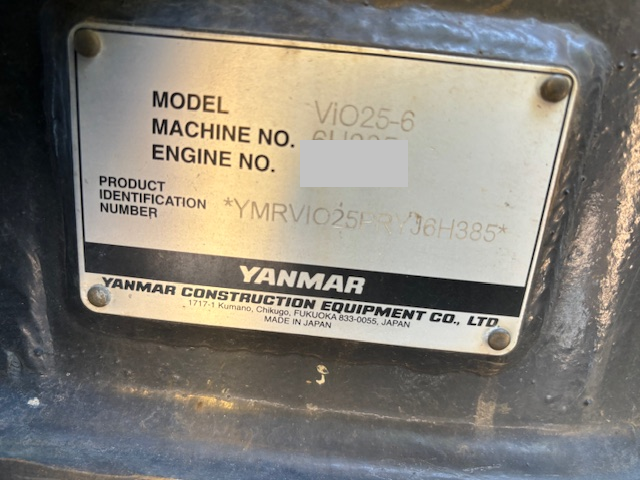 MODEL ViO25-6
MACHINE NO.
ENGINE NO.
PRODUCT
IDENTIFICATION
NUMBER *YMRVIO25HRYJ6H385*
YANMAR
YANMAR CONSTRUCTION EQUIPMENT CO., LTD
1717-1 Kumano, Chikugo, FUKUOKA 833-0055, JAPAN
MADE IN JAPAN